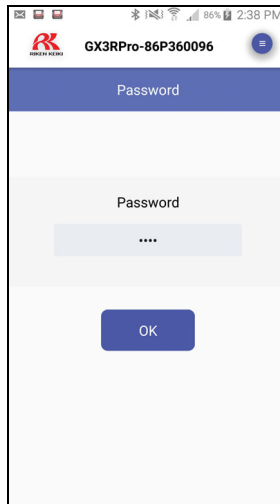 86% 2:38 PM
RIKEN KEIKI
GX3RPro-86P360096
Password
Password
••••
OK